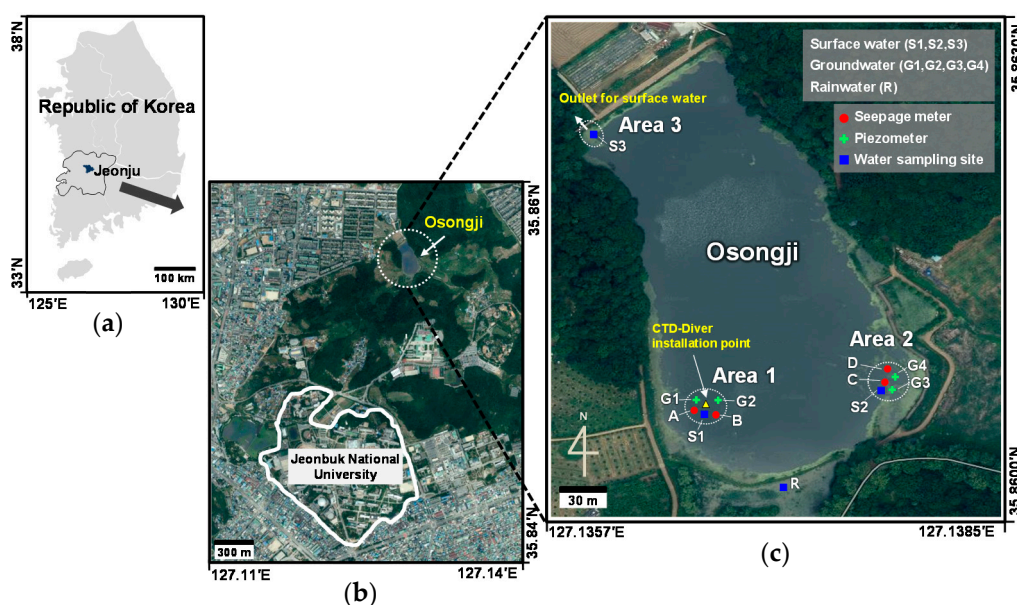 (a)
38'N
33'N
Republic of Korea
Jeonju
100 km
125'E
130'E
(b)
35.86'N
35.84'N
Osongji
Jeonbuk National
University
300 m
127.11'E
127.14'E
(c)
35.8630'N
35.8600'N
Surface water (S1,S2,S3)
Groundwater (G1,G2,G3,G4)
Rainwater (R)
Seepage meter
Piezometer
Water sampling site
Outlet for surface water
Area 3
S3
Osongji
CTD-Diver
installation point
Area 1
G1
G2
A
B
S1
Area 2
D
G4
C
G3
S2
N
R
30 m
127.1357'E
127.1385'E